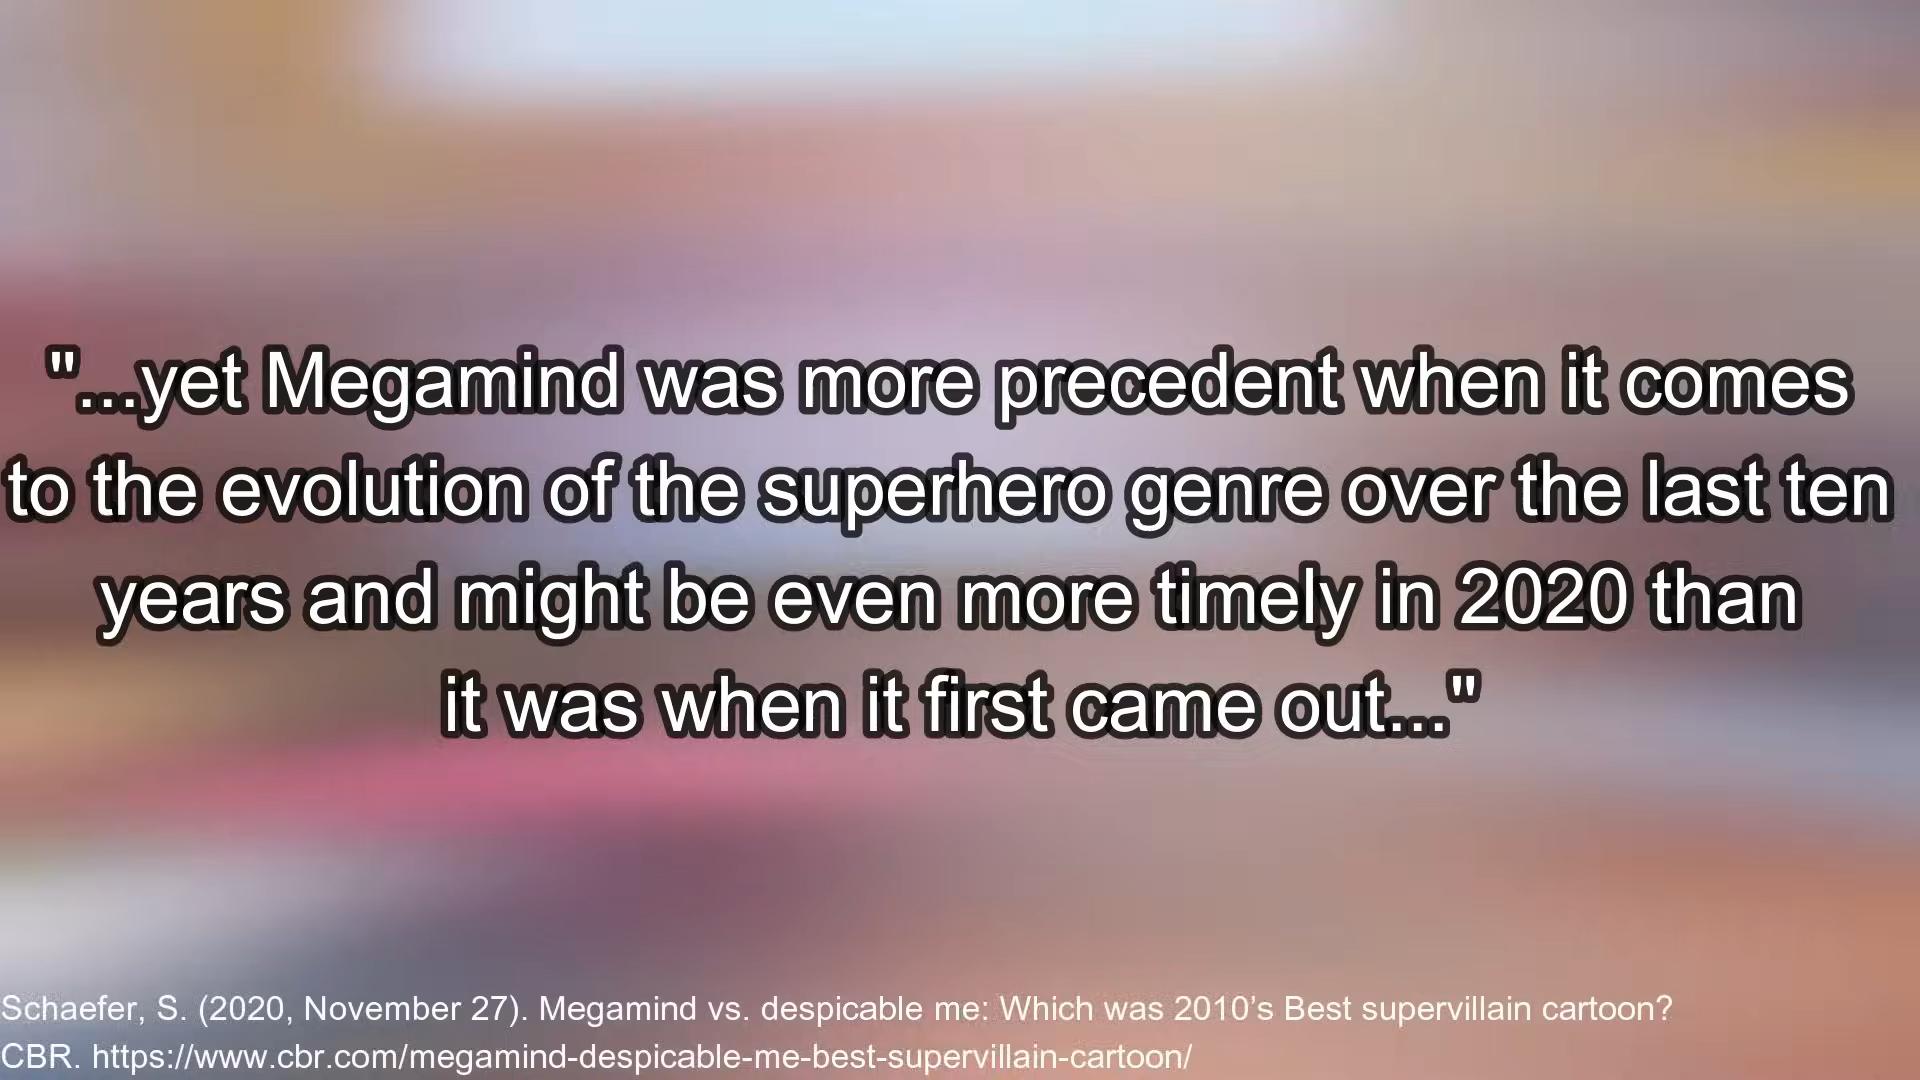 "...yet Megamind was more precedent when it comes
to the evolution of the superhero genre over the last ten
years and might be even more timely in 2020 than
it was when it first came out..."
Schaefer, S. (2020, November 27). Megamind vs. despicable me: Which was 2010’s Best supervillain cartoon?
CBR. https://www.cbr.com/megamind-despicable-me-best-supervillain-cartoon/